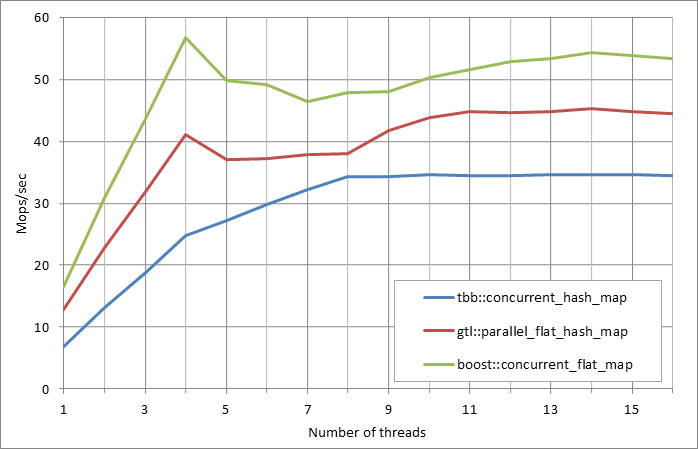 60
50
40
30
20
10
0
Mops/sec
1 3 5 7 9 11 13 15
Number of threads
tbb::concurrent_hash_map
gtl::parallel_flat_hash_map
boost::concurrent_flat_map